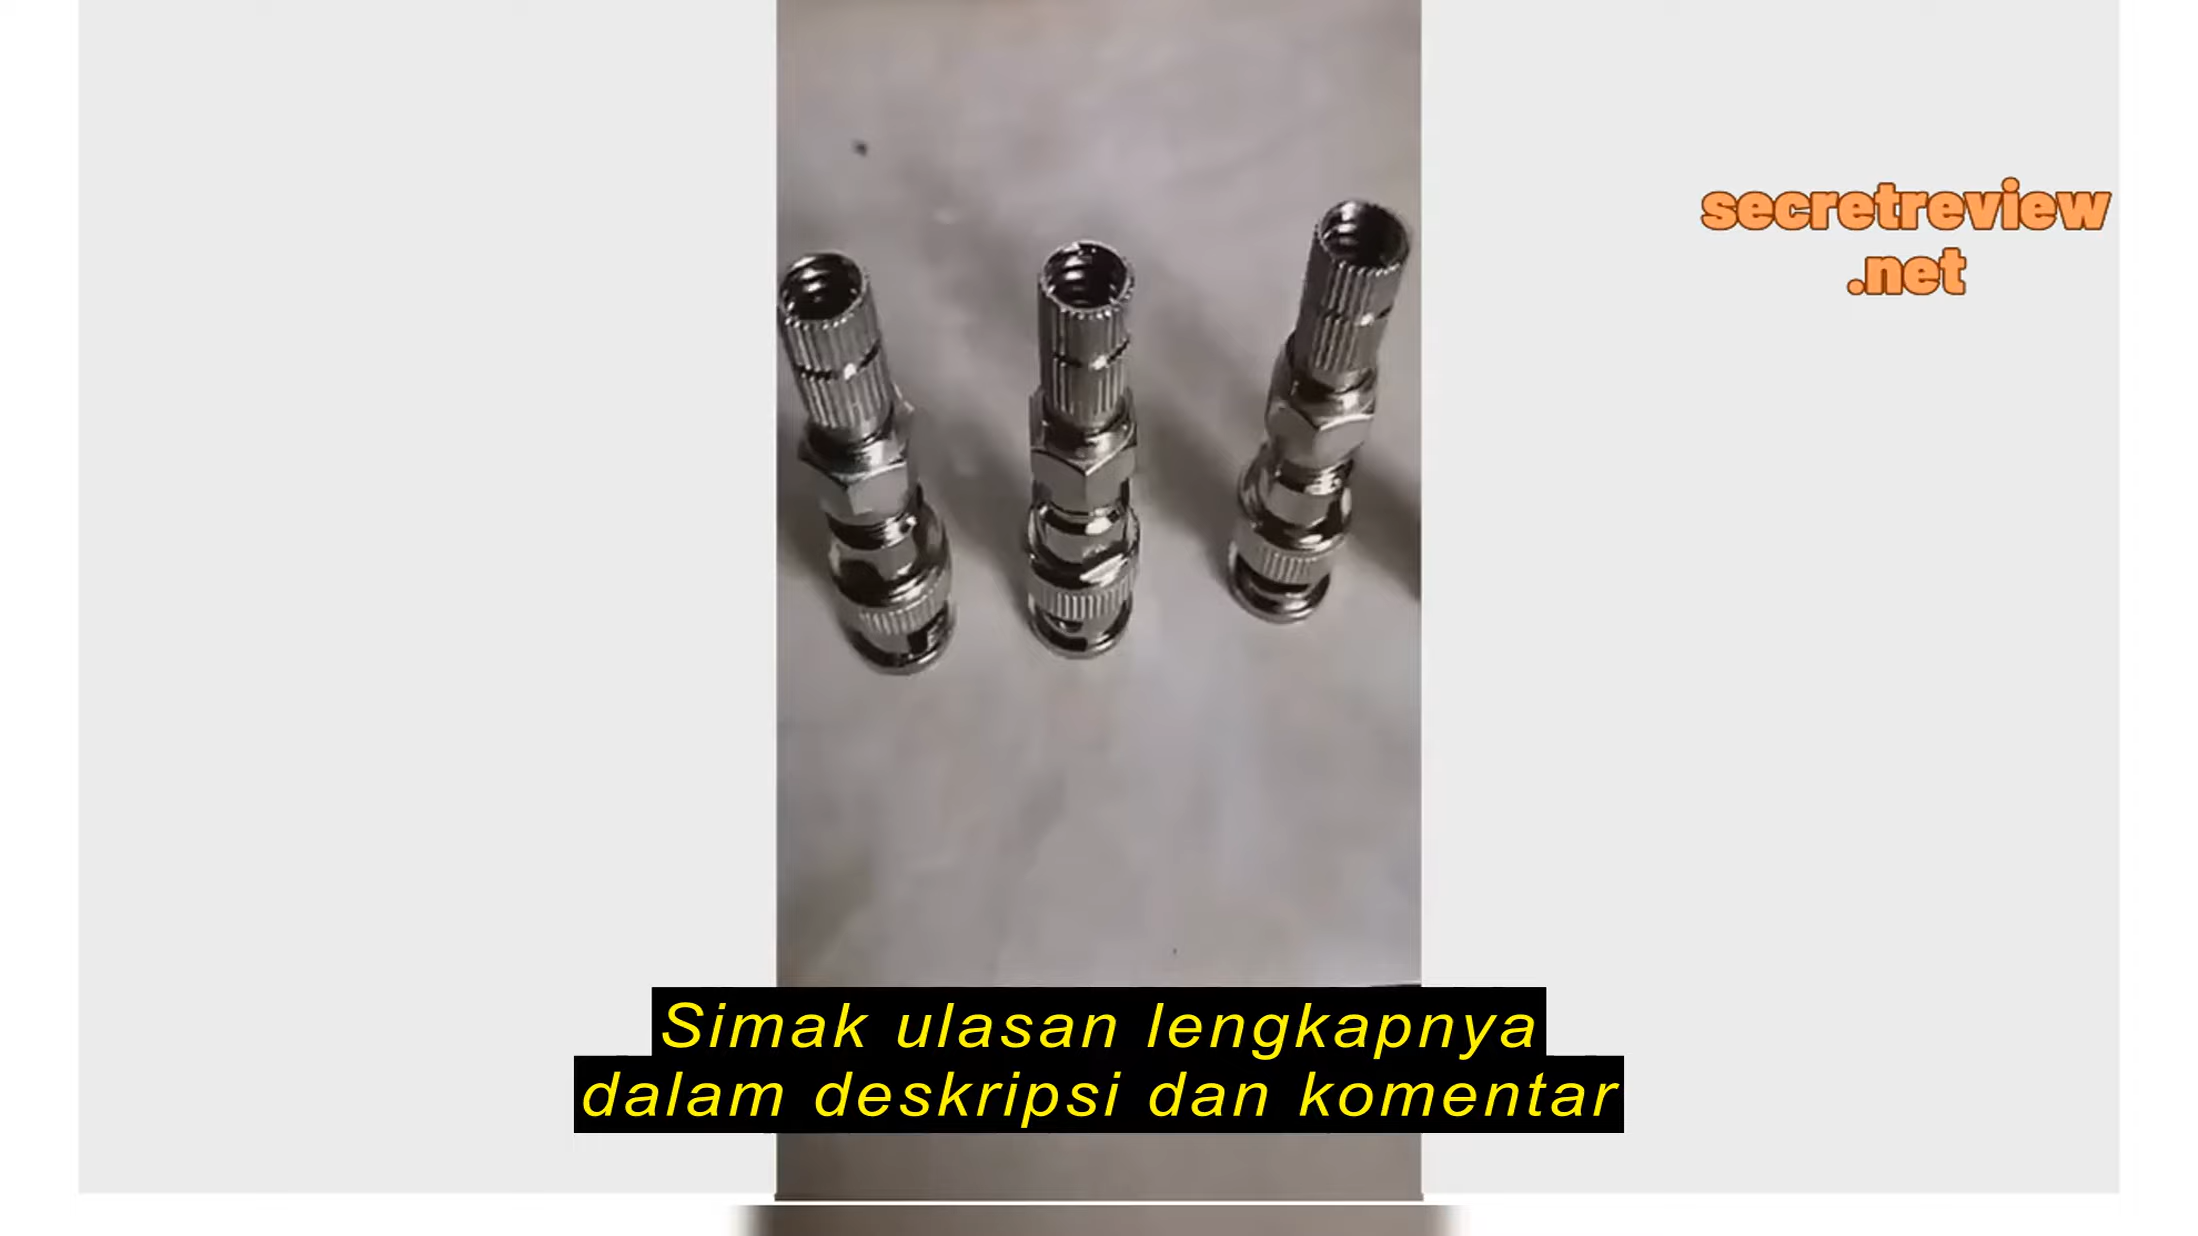 secretreview
.net
Simak ulasan lengkapnya
dalam deskripsi dan komentar